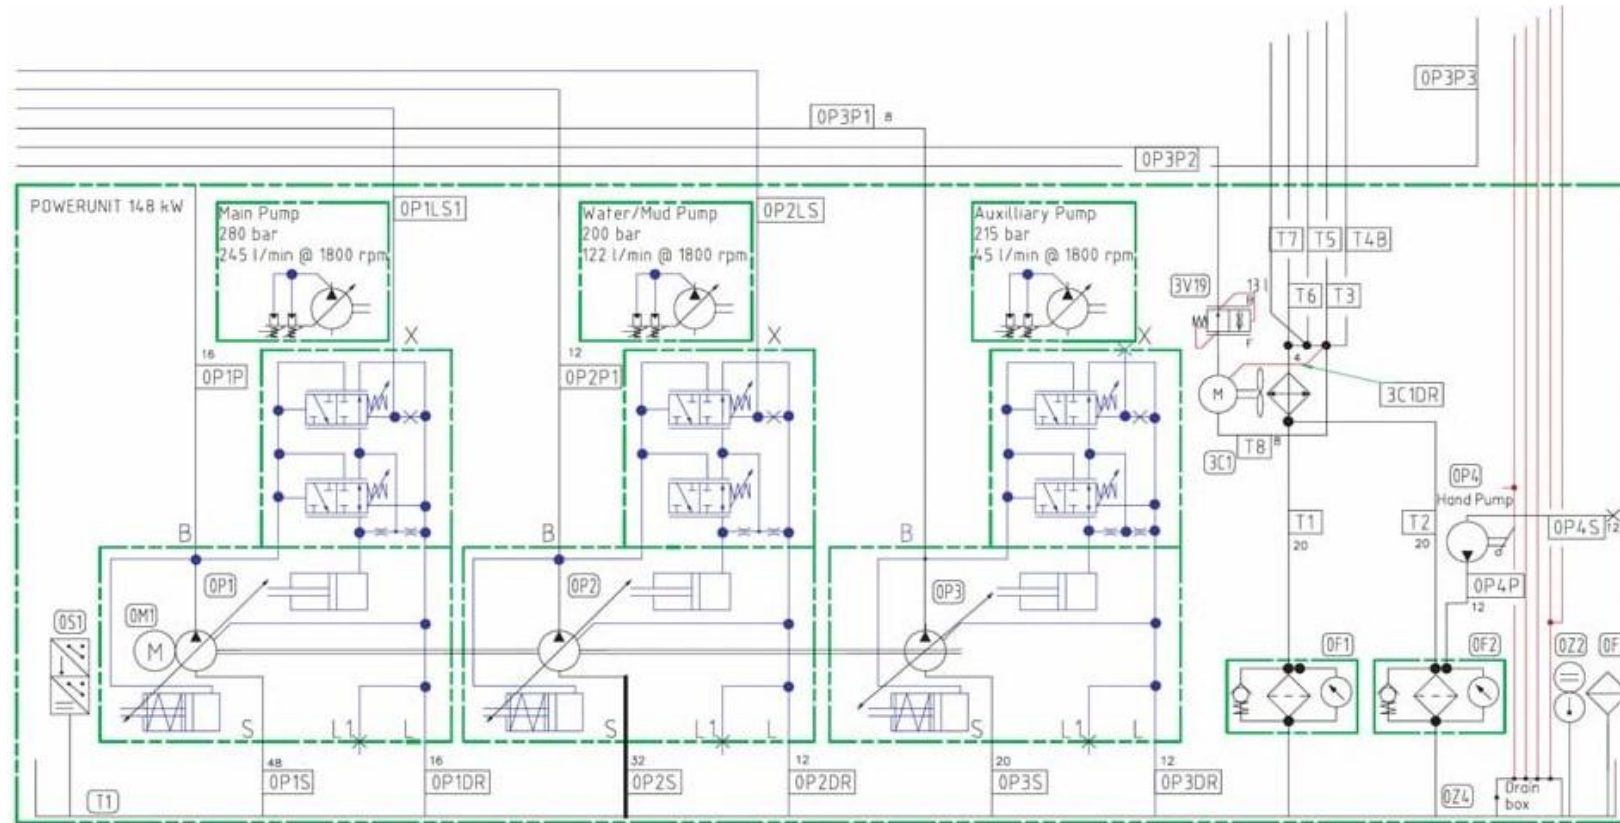 0P3P3
0P3P1 8
0P3P2
POWERUNIT 148 kW
Main Pump
280 bar
245 l/min @ 1800 rpm
0P1LS1
Water/Mud Pump
200 bar
122 l/min @ 1800 rpm
0P2LS
Auxilliary Pump
215 bar
45 l/min @ 1800 rpm
T7
T5
T4B
3V19
13 l
T6
T3
F
X
X
X
16
0P1P
12
0P2P1
4
M
3C1DR
T8 8
3C1
0P4
Hand Pump
T1
20
T2
20
0P4S
12
B
B
B
0P1
0P2
0P3
0P4P
12
0S1
0M1
M
0F1
0F2
0Z2
0F
S
L1
L
S
L1
L
S
L1
L
48
0P1S
16
0P1DR
32
0P2S
12
0P2DR
20
0P3S
12
0P3DR
T1
0Z4
Drain
box